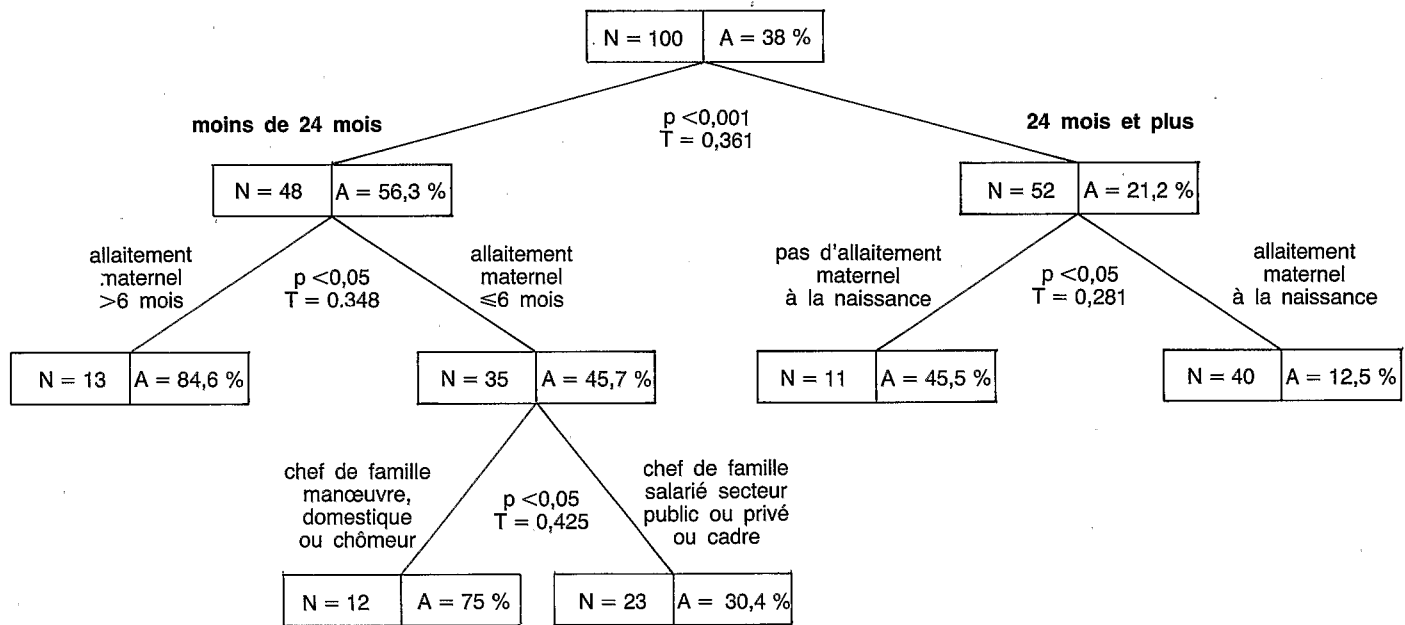 N = 100 A = 38 %
moins de 24 mois
p <0,001
T = 0,361
24 mois et plus
N = 48 A = 56,3 %
N = 52 A = 21,2 %
allaitement
maternel
>6 mois
p <0,05
T = 0.348
allaitement
maternel
≤6 mois
pas d'allaitement
maternel
à la naissance
p <0,05
T = 0,281
allaitement
maternel
à la naissance
N = 13 A = 84,6 %
N = 35 A = 45,7 %
N = 11 A = 45,5 %
N = 40 A = 12,5 %
chef de famille
manœuvre,
domestique
ou chômeur
p <0,05
T = 0,425
chef de famille
salarié secteur
public ou privé
ou cadre
N = 12 A = 75 %
N = 23 A = 30,4 %